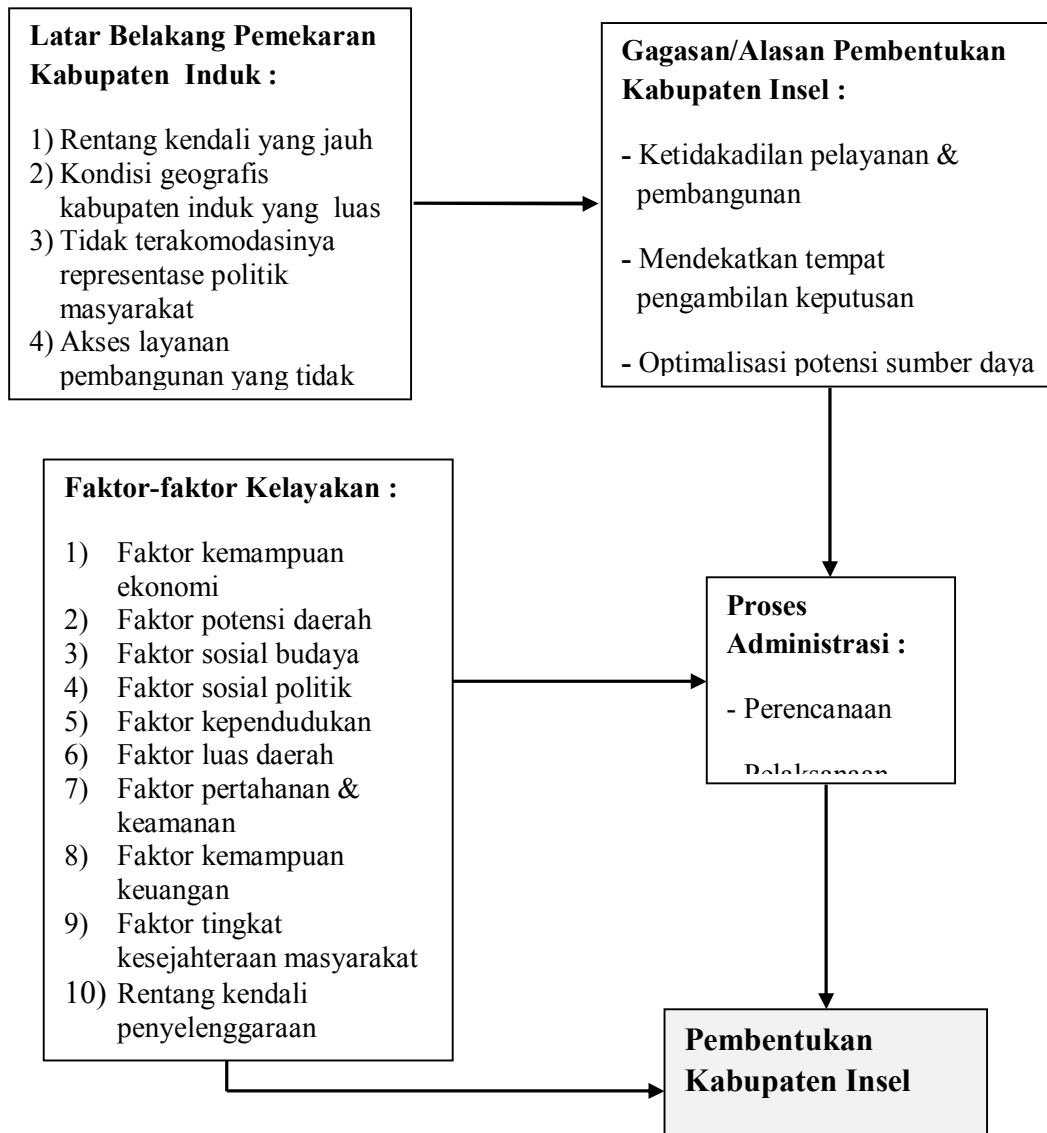 Latar Belakang Pemekaran
Kabupaten Induk :
1) Rentang kendali yang jauh
2) Kondisi geografis
kabupaten induk yang luas
3) Tidak terakomodasinya
representase politik
masyarakat
4) Akses layanan
pembangunan yang tidak
Gagasan/Alasan Pembentukan
Kabupaten Insel :
- Ketidakadilan pelayanan &
pembangunan
- Mendekatkan tempat
pengambilan keputusan
- Optimalisasi potensi sumber daya
Faktor-faktor Kelayakan :
1) Faktor kemampuan
ekonomi
2) Faktor potensi daerah
3) Faktor sosial budaya
4) Faktor sosial politik
5) Faktor kependudukan
6) Faktor luas daerah
7) Faktor pertahanan &
keamanan
8) Faktor kemampuan
keuangan
9) Faktor tingkat
kesejahteraan masyarakat
10) Rentang kendali
penyelenggaraan
Proses
Administrasi :
- Perencanaan
- Pelaksanaan
Pembentukan
Kabupaten Insel